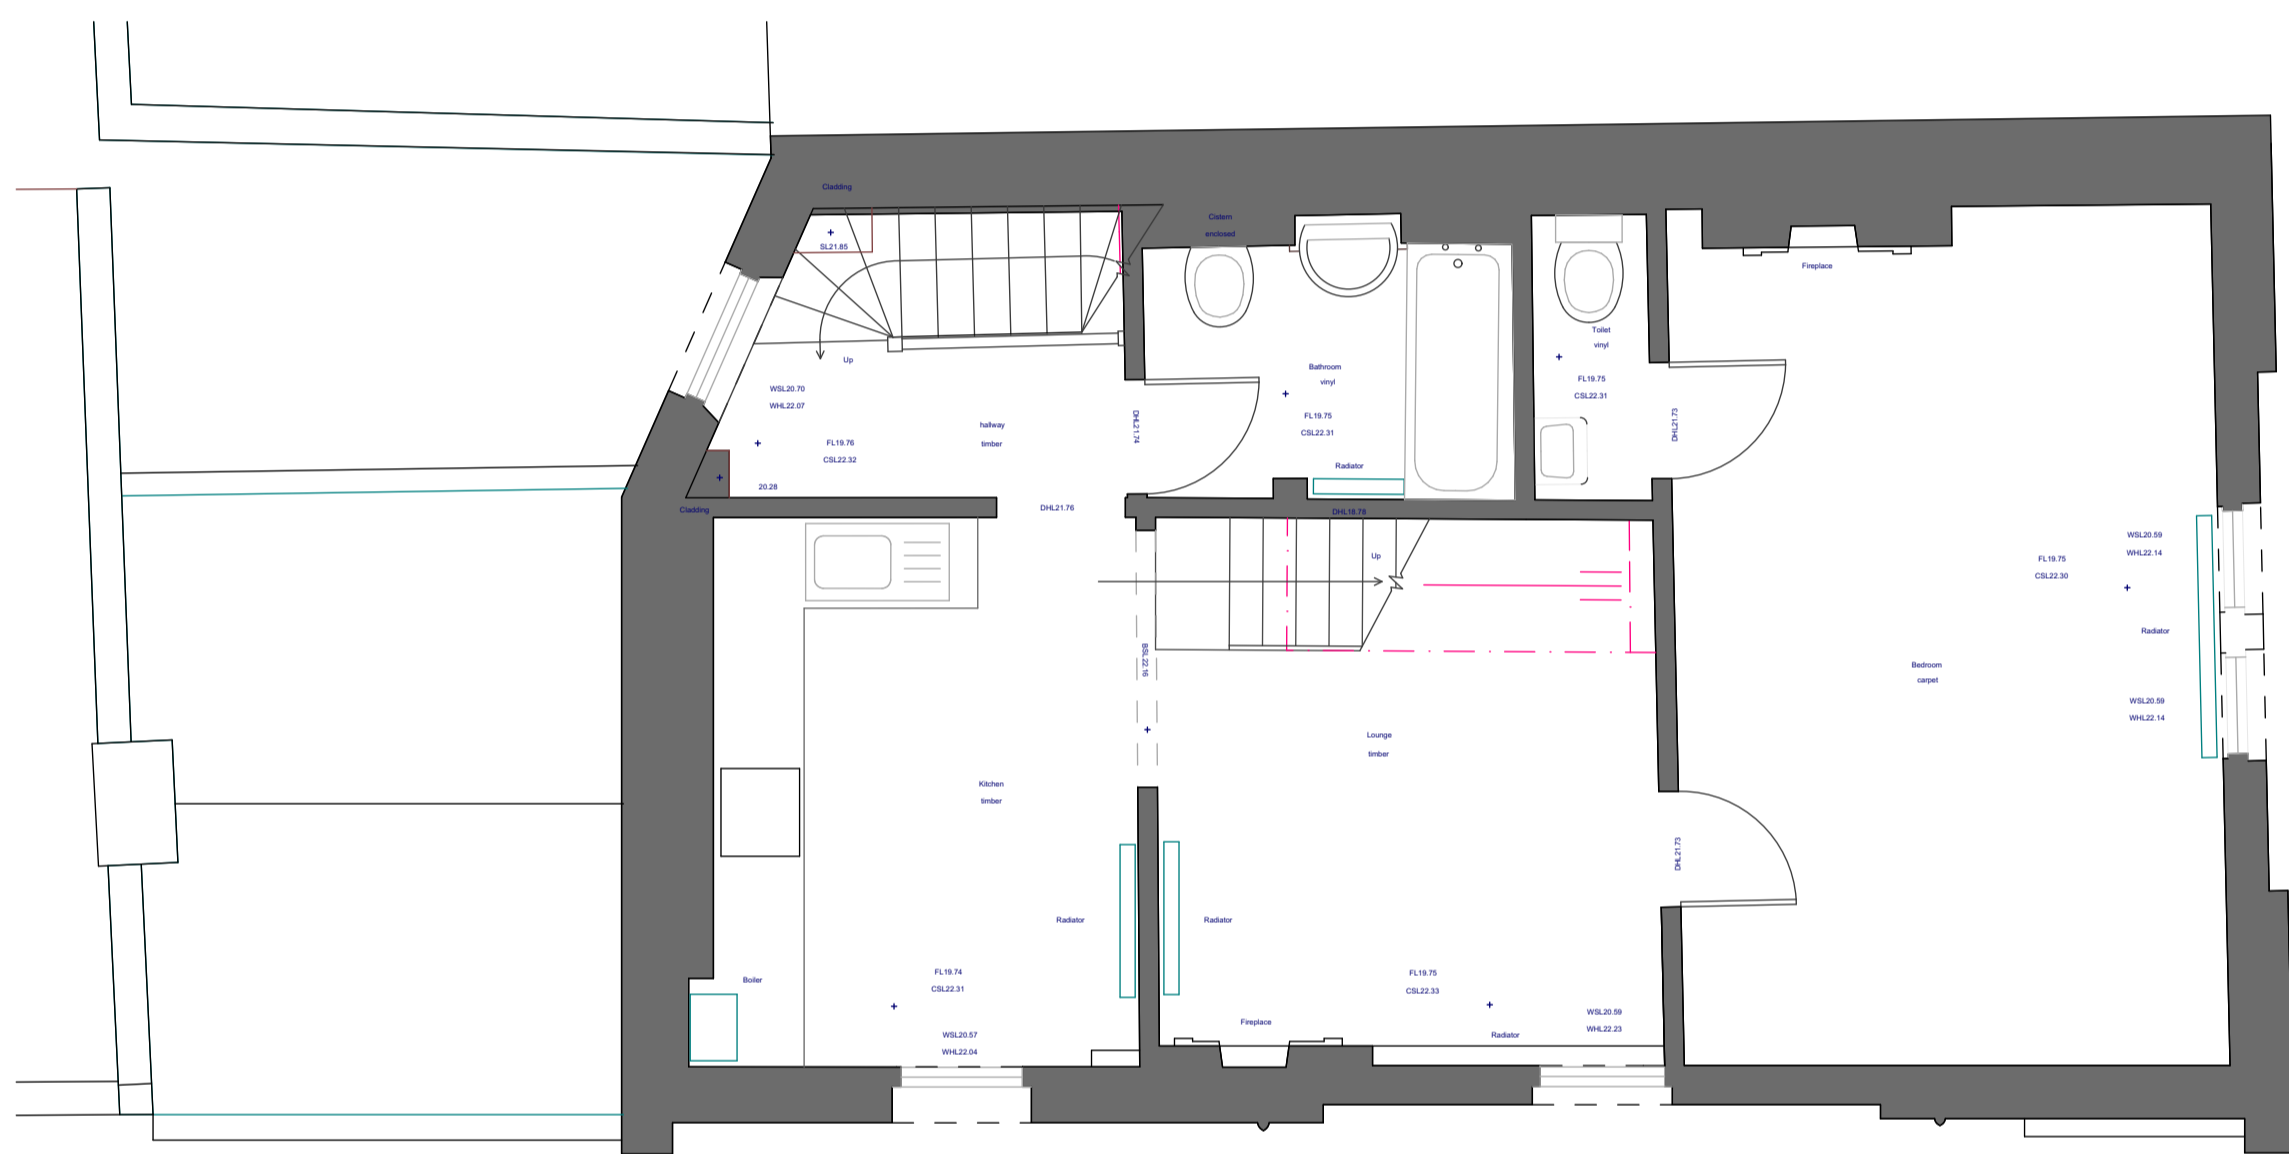 Cladding
SL21.85
Up
WSL20.70
WHL22.07
FL19.76
CSL22.32
20.28
hallway
timber
Cladding
DHL21.76
DHL21.74
Cistern
enclosed
Bathroom
vinyl
FL19.75
CSL22.31
Radiator
DHL18.78
Toilet
vinyl
FL19.75
CSL22.31
DHL21.73
Fireplace
WSL20.59
WHL22.14
FL19.75
CSL22.30
Radiator
Bedroom
carpet
WSL20.59
WHL22.14
Up
BSL22.16
Lounge
timber
Kitchen
timber
DHL21.73
Radiator
Radiator
Boiler
FL19.74
CSL22.31
WSL20.57
WHL22.04
FL19.75
CSL22.33
Fireplace
Radiator
WSL20.59
WHL22.23